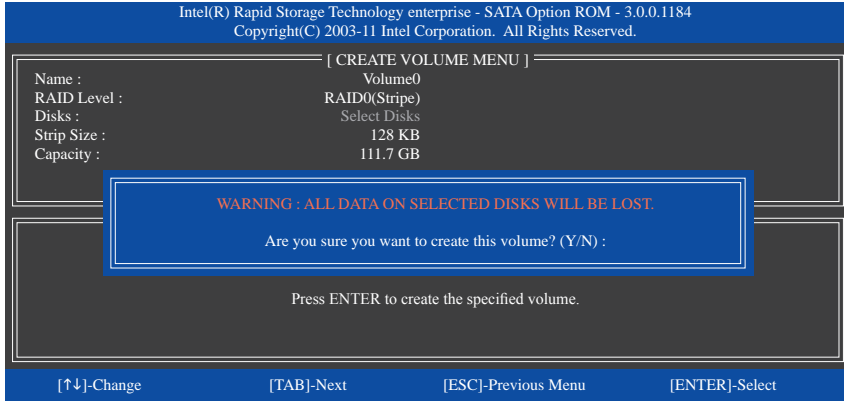 Intel(R) Rapid Storage Technology enterprise - SATA Option ROM - 3.0.0.1184
Copyright(C) 2003-11 Intel Corporation. All Rights Reserved.
[ CREATE VOLUME MENU ]
Name : Volume0
RAID Level : RAID0(Stripe)
Disks : Select Disks
Strip Size : 128 KB
Capacity : 111.7 GB
WARNING : ALL DATA ON SELECTED DISKS WILL BE LOST.
Are you sure you want to create this volume? (Y/N) :
Press ENTER to create the specified volume.
[↑↓]-Change [TAB]-Next [ESC]-Previous Menu [ENTER]-Select